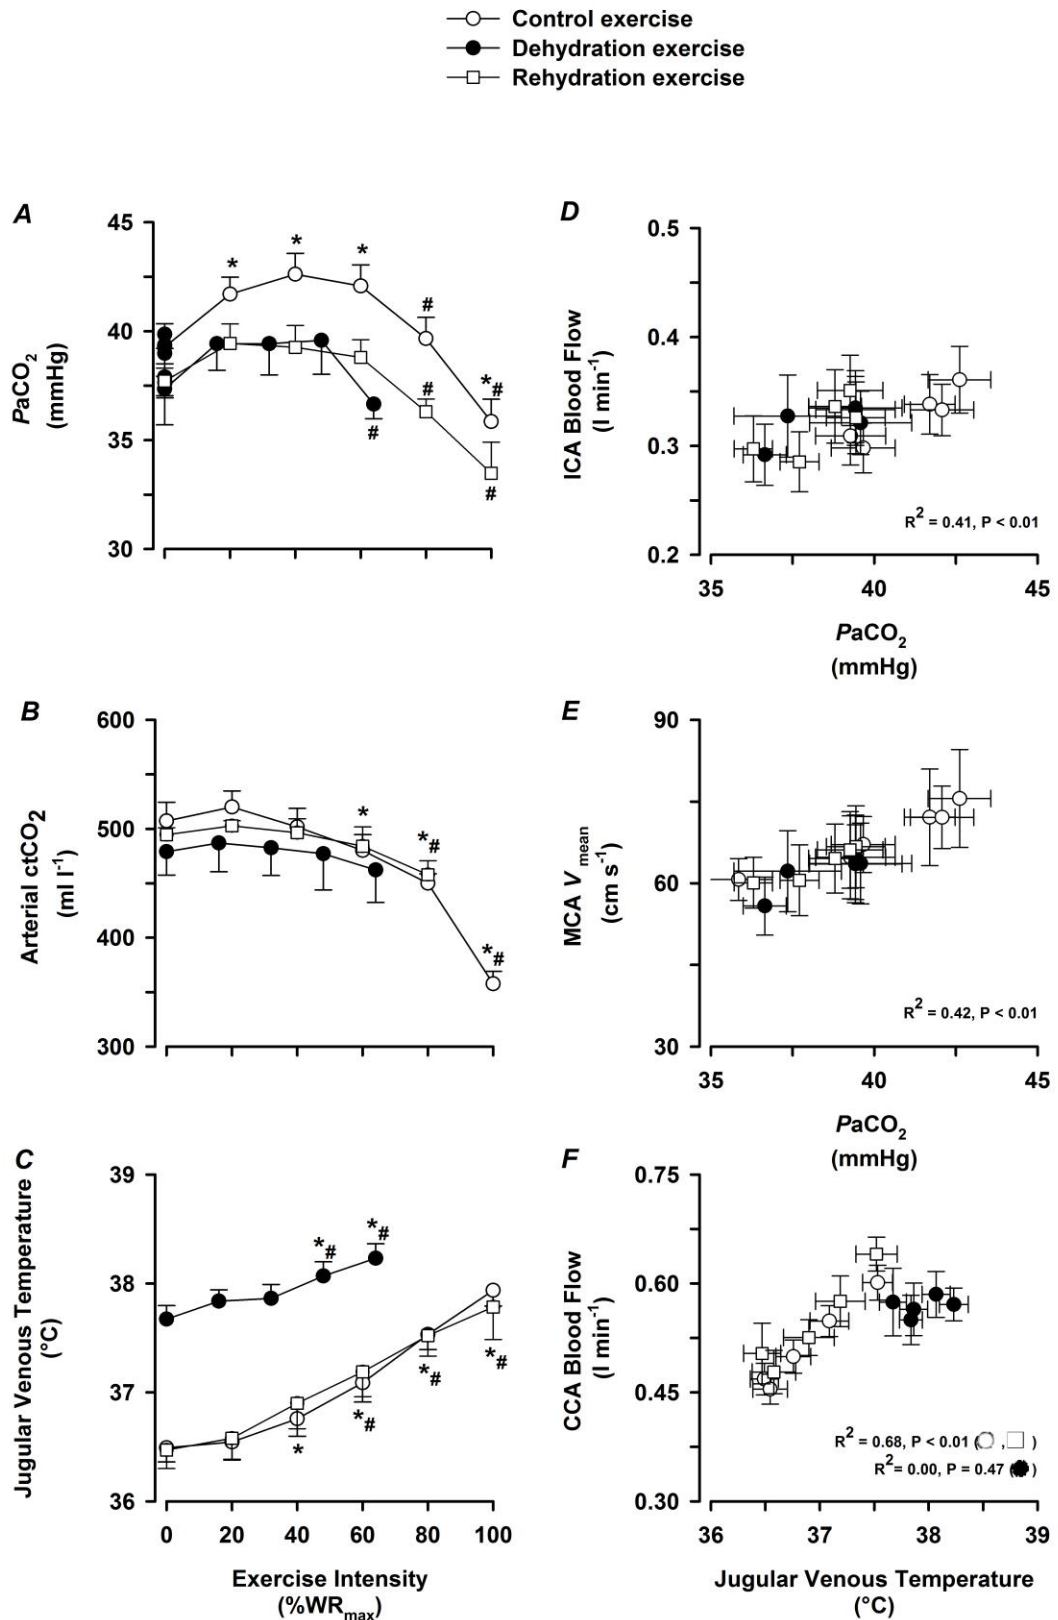 Control exercise
Dehydration exercise
Rehydration exercise
A
45
40
35
30
PaCO2
(mmHg)
*
*
*
#
*#
#
#
#
D
0.5
0.4
0.3
0.2
ICA Blood Flow
(l min-1)
R2 = 0.41, P < 0.01
35
40
45
PaCO2
(mmHg)
B
600
500
400
300
Arterial ctCO2
(ml l-1)
*
*#
*#
E
90
60
30
MCA Vmean
(cm s-1)
R2 = 0.42, P < 0.01
35
40
45
PaCO2
(mmHg)
C
39
38
37
36
Jugular Venous Temperature
(°C)
*#
*#
*
*#
*#
*#
0
20
40
60
80
100
Exercise Intensity
(%WRmax)
F
0.75
0.60
0.45
0.30
CCA Blood Flow
(l min-1)
R2 = 0.68, P < 0.01 ( , )
R2= 0.00, P = 0.47 ( )
36
37
38
39
Jugular Venous Temperature
(°C)